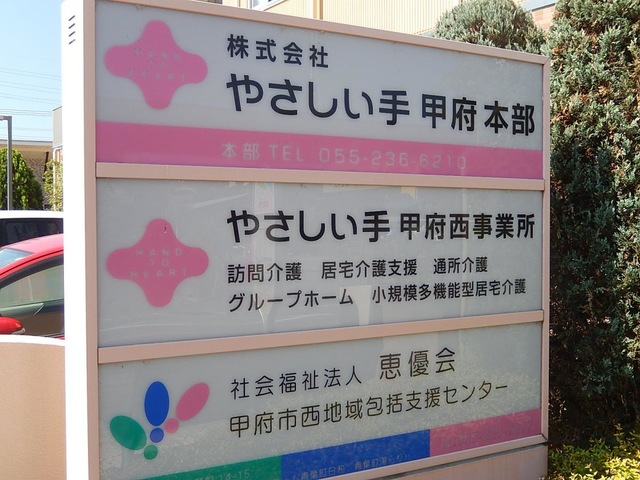 株式会社
やさしい手 甲府本部
本部 TEL 055-236-6210
HAND
TO
HEART
やさしい手 甲府西事業所
訪問介護 居宅介護支援 通所介護
グループホーム 小規模多機能型居宅介護
社会福祉法人 恵優会
甲府市西地域包括支援センター